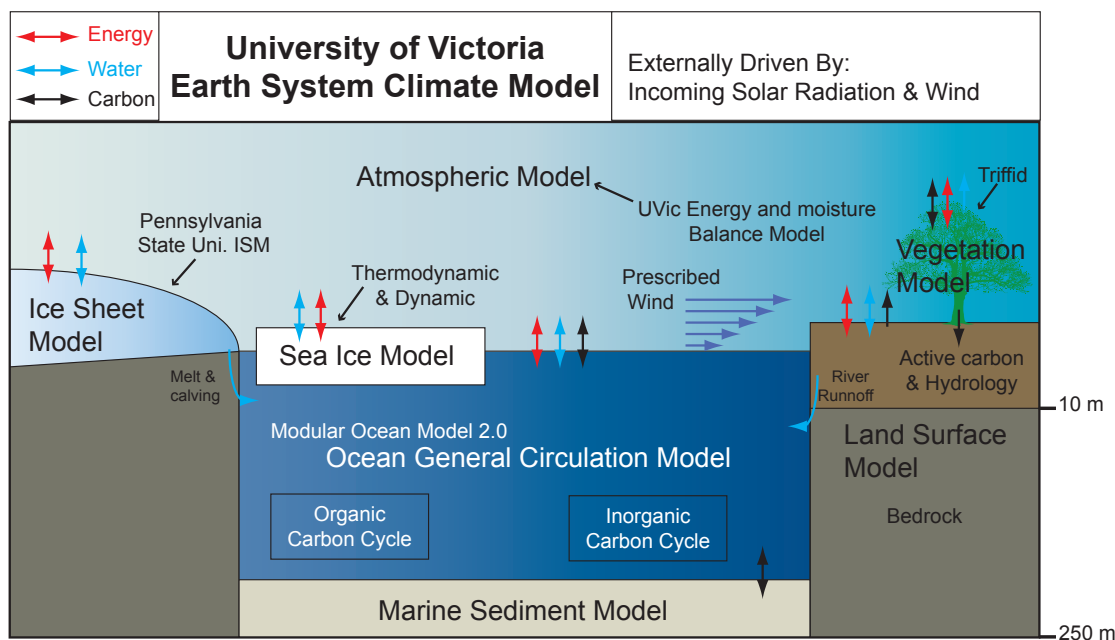 Energy
Water
Carbon
University of Victoria
Earth System Climate Model
Externally Driven By:
Incoming Solar Radiation & Wind
Atmospheric Model
UVic Energy and moisture
Balance Model
Triffid
Vegetation
Model
Pennsylvania
State Uni. ISM
Ice Sheet
Model
Thermodynamic
& Dynamic
Sea Ice Model
Prescribed
Wind
Melt &
calving
River
Runnoff
Active carbon
& Hydrology
10 m
Modular Ocean Model 2.0
Ocean General Circulation Model
Land Surface
Model
Bedrock
Organic
Carbon Cycle
Inorganic
Carbon Cycle
Marine Sediment Model
250 m